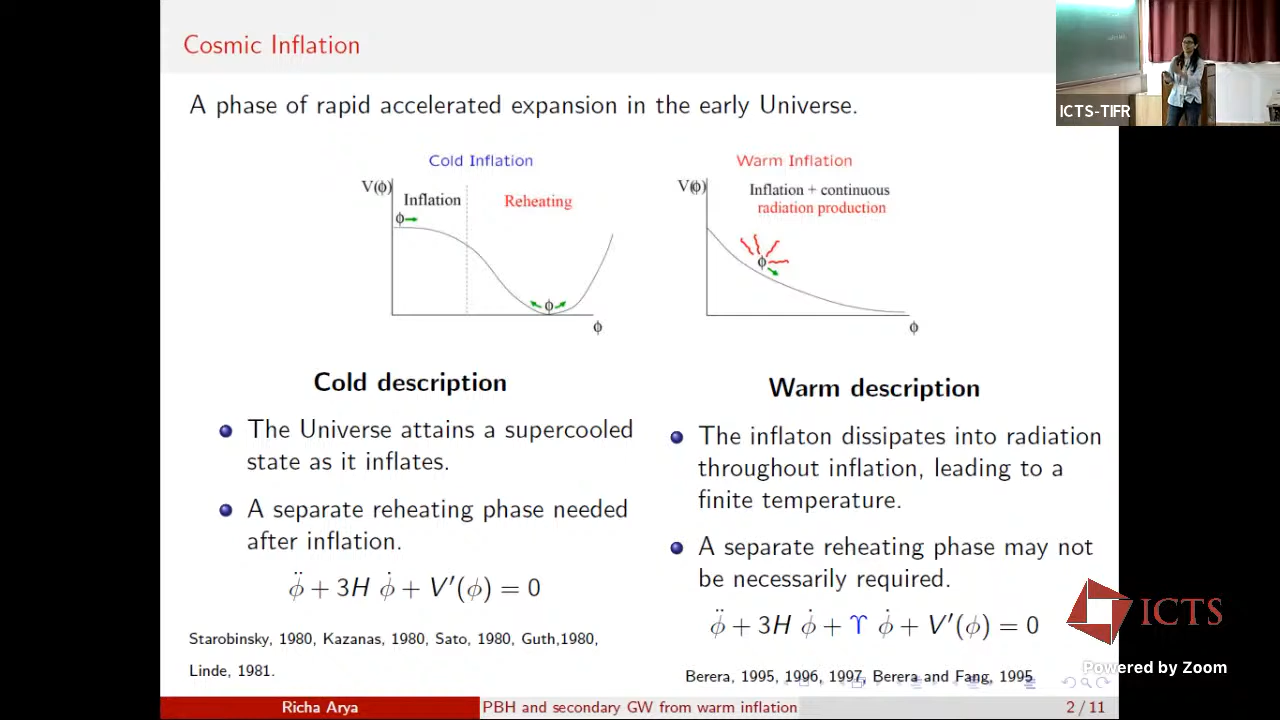 Cosmic Inflation
A phase of rapid accelerated expansion in the early Universe.
Cold Inflation
V(ϕ)
Inflation
Reheating
ϕ
ϕ
ϕ
Warm Inflation
V(ϕ)
Inflation + continuous
radiation production
ϕ
ϕ
Cold description
The Universe attains a supercooled
state as it inflates.
A separate reheating phase needed
after inflation.
ϕ̈ + 3H ϕ̇ + V′(ϕ) = 0
Starobinsky, 1980, Kazanas, 1980, Sato, 1980, Guth,1980,
Linde, 1981.
Warm description
The inflaton dissipates into radiation
throughout inflation, leading to a
finite temperature.
A separate reheating phase may not
be necessarily required.
ϕ̈ + 3H ϕ̇ + ϒ ϕ̇ + V′(ϕ) = 0
Berera, 1995, 1996, 1997, Berera and Fang, 1995
Richa Arya
PBH and secondary GW from warm inflation
2 / 11
ICTS-TIFR
ICTS
Powered by Zoom